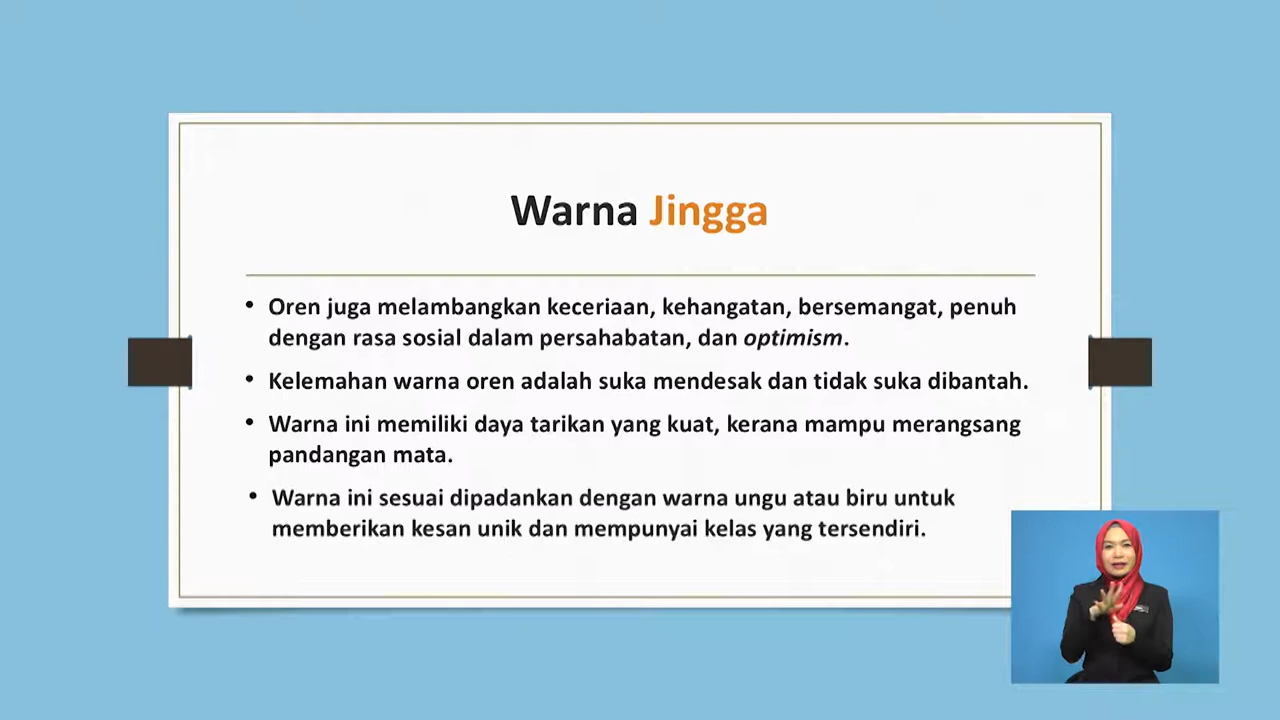 Warna Jingga
• Oren juga melambangkan keceriaan, kehangatan, bersemangat, penuh
dengan rasa sosial dalam persahabatan, dan optimism.
• Kelemahan warna oren adalah suka mendesak dan tidak suka dibantah.
• Warna ini memiliki daya tarikan yang kuat, kerana mampu merangsang
pandangan mata.
• Warna ini sesuai dipadankan dengan warna ungu atau biru untuk
memberikan kesan unik dan mempunyai kelas yang tersendiri.